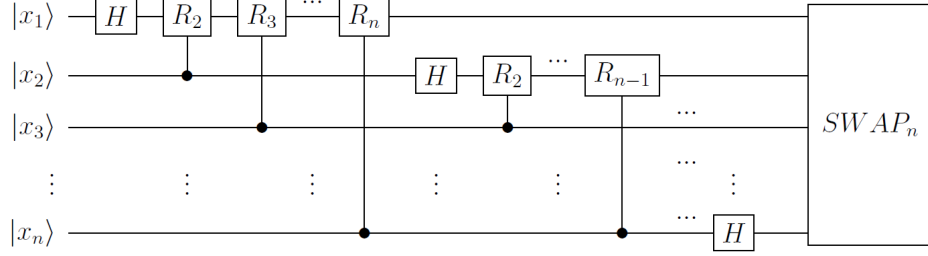 |x₁⟩ H R₂ R₃ ... Rₙ
|x₂⟩ H R₂ ... Rₙ₋₁
|x₃⟩ ... SWAPₙ
⋮ ⋮ ⋮ ⋮ ⋮ ... ⋮
|xₙ⟩ ... H